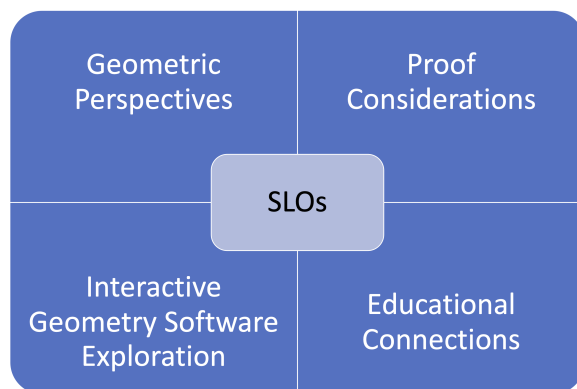 Geometric
Perspectives
Proof
Considerations
SLOs
Interactive
Geometry Software
Exploration
Educational
Connections